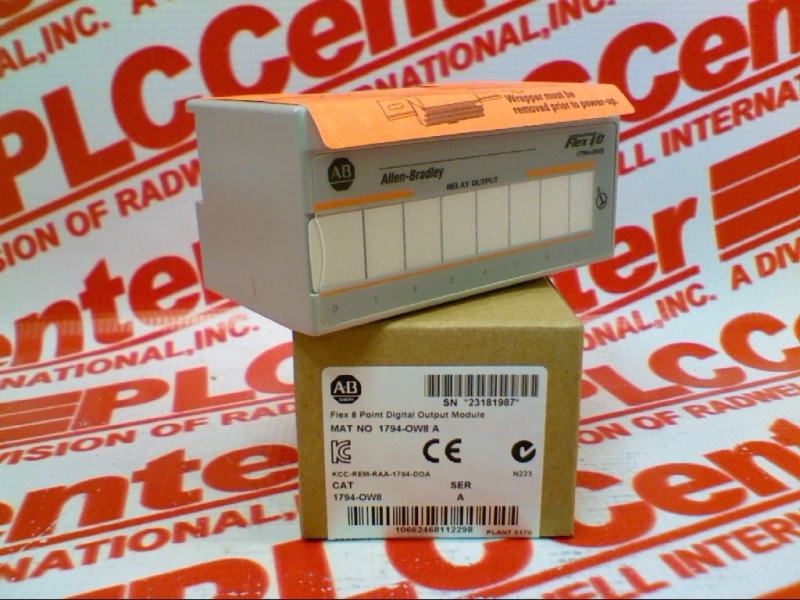 Wrapper must be
removed prior to power-up.
AB
Allen-Bradley
RELAY OUTPUT
Flex I/O
1794-OW8
0 1 2 3 4 5 6 7
AB
SN *23181987*
Flex 8 Point Digital Output Module
MAT NO 1794-OW8 A
CE
N223
KCC-REM-RAA-1794-DOA
CAT SER
1794-OW8 A
10662468112298
PLANT 5170
PLCCenter
A DIVISION OF RADWELL INTERNATIONAL, INC.